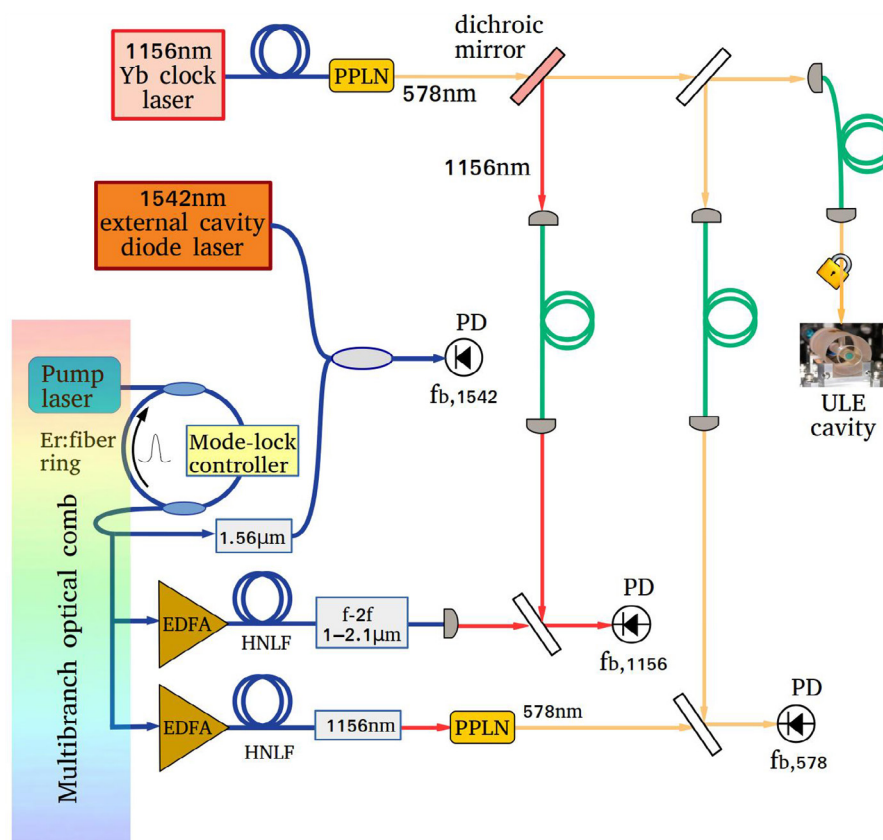 1156nm
Yb clock
laser
PPLN
578nm
dichroic
mirror
1156nm
1542nm
external cavity
diode laser
PD
fb,1542
ULE
cavity
Pump
laser
Er:fiber
ring
Mode-lock
controller
Multibranch optical comb
1.56μm
EDFA
HNLF
f-2f
1−2.1μm
PD
fb,1156
EDFA
HNLF
1156nm
PPLN
578nm
PD
fb,578